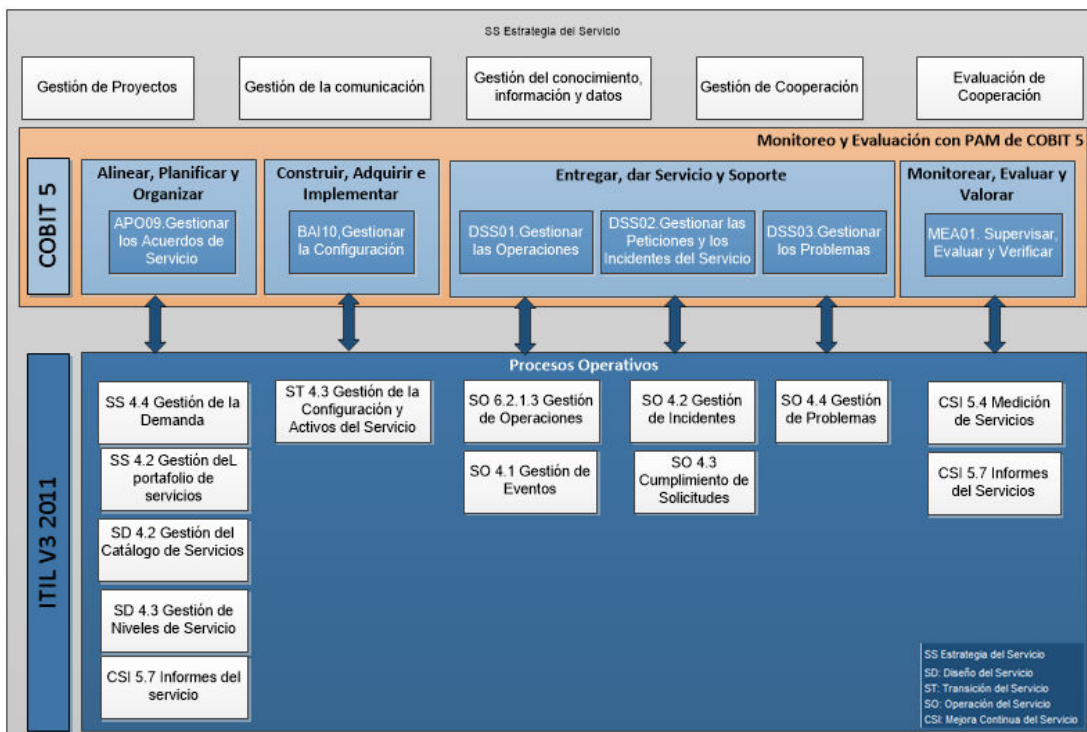 SS Estrategia del Servicio
Gestión de Proyectos
Gestión de la comunicación
Gestión del conocimiento,
información y datos
Gestión de Cooperación
Evaluación de
Cooperación
Monitoreo y Evaluación con PAM de COBIT 5
COBIT 5
Alinear, Planificar y
Organizar
APO09.Gestionar
los Acuerdos de
Servicio
Construir, Adquirir e
Implementar
BAI10,Gestionar
la Configuración
Entregar, dar Servicio y Soporte
DSS01.Gestionar
las Operaciones
DSS02.Gestionar las
Peticiones y los
Incidentes del Servicio
DSS03.Gestionar
los Problemas
Monitorear, Evaluar y
Valorar
MEA01. Supervisar,
Evaluar y Verificar
ITIL V3 2011
Procesos Operativos
SS 4.4 Gestión de la
Demanda
SS 4.2 Gestión deL
portafolio de
servicios
SD 4.2 Gestión del
Catálogo de Servicios
SD 4.3 Gestión de
Niveles de Servicio
CSI 5.7 Informes del
servicio
ST 4.3 Gestión de la
Configuración y
Activos del Servicio
SO 6.2.1.3 Gestión
de Operaciones
SO 4.1 Gestión de
Eventos
SO 4.2 Gestión
de Incidentes
SO 4.3
Cumplimiento de
Solicitudes
SO 4.4 Gestión
de Problemas
CSI 5.4 Medición
de Servicios
CSI 5.7 Informes
del Servicios
SS Estrategia del Servicio
SD: Diseño del Servicio
ST: Transición del Servicio
SO: Operación del Servicio
CSI: Mejora Continua del Servicio